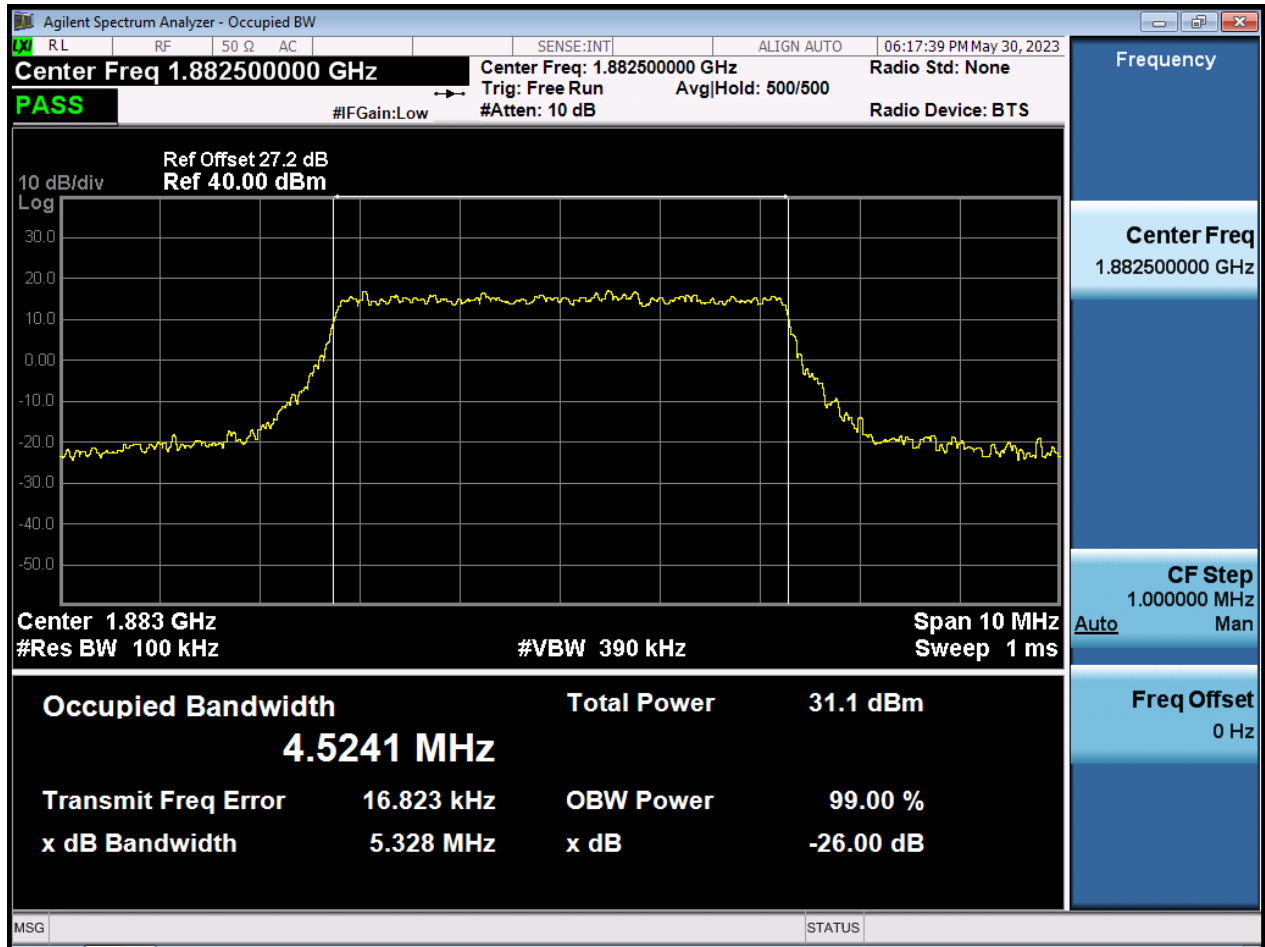 Agilent Spectrum Analyzer - Occupied BW
LXI RL RF 50 Ω AC SENSE:INT ALIGN AUTO 06:17:39 PM May 30, 2023
Center Freq 1.882500000 GHz
Center Freq: 1.882500000 GHz
Radio Std: None
Trig: Free Run Avg|Hold: 500/500
PASS
#IFGain:Low
#Atten: 10 dB
Radio Device: BTS
Ref Offset 27.2 dB
10 dB/div Ref 40.00 dBm
Log
30.0
20.0
10.0
0.00
-10.0
-20.0
-30.0
-40.0
-50.0
Center 1.883 GHz Span 10 MHz
#Res BW 100 kHz #VBW 390 kHz Sweep 1 ms
Occupied Bandwidth Total Power 31.1 dBm
4.5241 MHz
Transmit Freq Error 16.823 kHz OBW Power 99.00 %
x dB Bandwidth 5.328 MHz x dB -26.00 dB
MSG STATUS
Frequency
Center Freq
1.882500000 GHz
CF Step
1.000000 MHz
Auto Man
Freq Offset
0 Hz